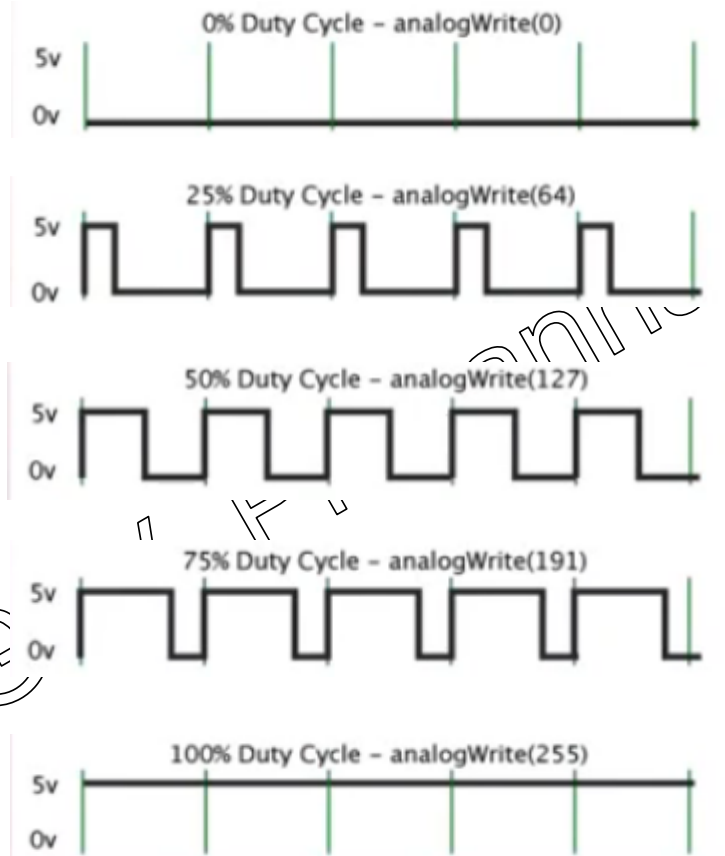 0% Duty Cycle – analogWrite(0)
5v
0v
25% Duty Cycle – analogWrite(64)
5v
0v
50% Duty Cycle – analogWrite(127)
5v
0v
75% Duty Cycle – analogWrite(191)
5v
0v
100% Duty Cycle – analogWrite(255)
5v
0v